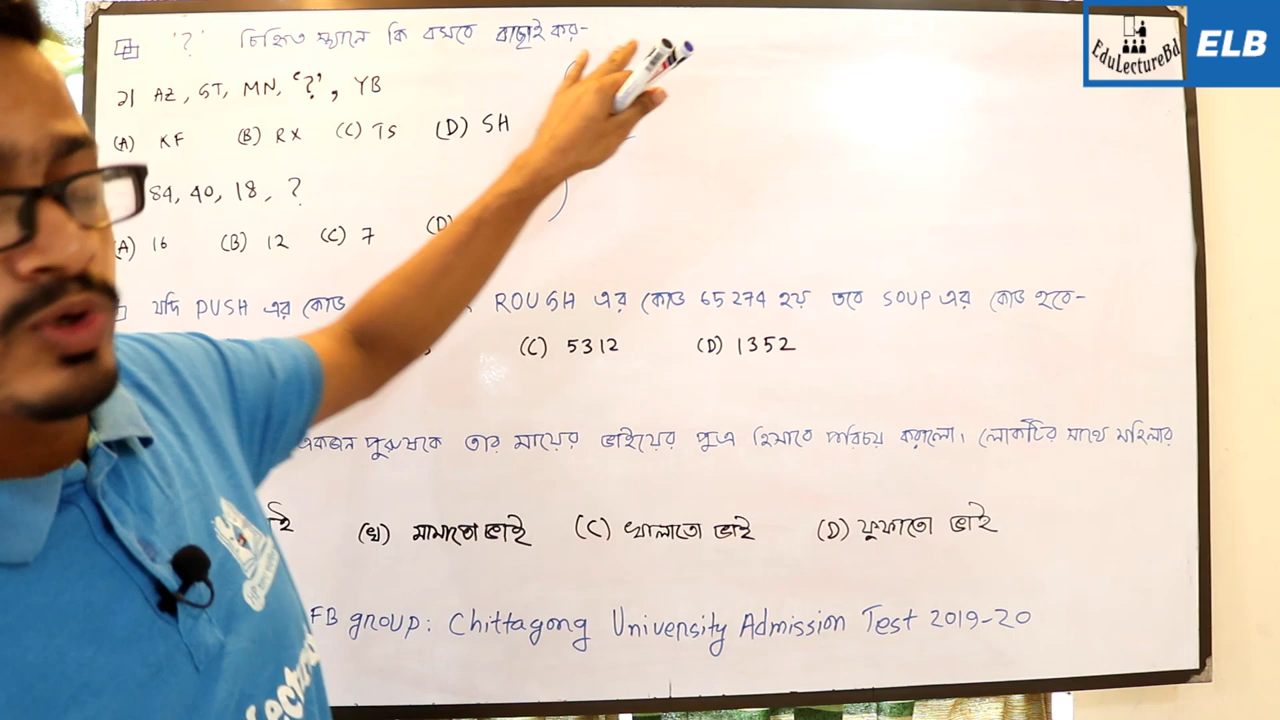 '?' চিহ্নিত স্থানে কি বসবে বাছাই কর-
২। AZ, GT, MN, '?', YB
(A) KF (B) RX (C) TS (D) SH
84, 40, 18, ?
(A) 16 (B) 12 (C) 7 (D)
যদি PUSH এর কোড ROUGH এর কোড 65274 হয় তবে SOUP এর কোড হবে-
(C) 5312 (D) 1352
একজন পুরুষকে তার মায়ের ভাইয়ের পুত্র হিসাবে পরিচয় করালো। লোকটির সাথে মহিলার
(খ) মামাতো ভাই (C) খালাতো ভাই (D) ফুফাতো ভাই
FB group: Chittagong University Admission Test 2019-20
EduLectureBd
ELB